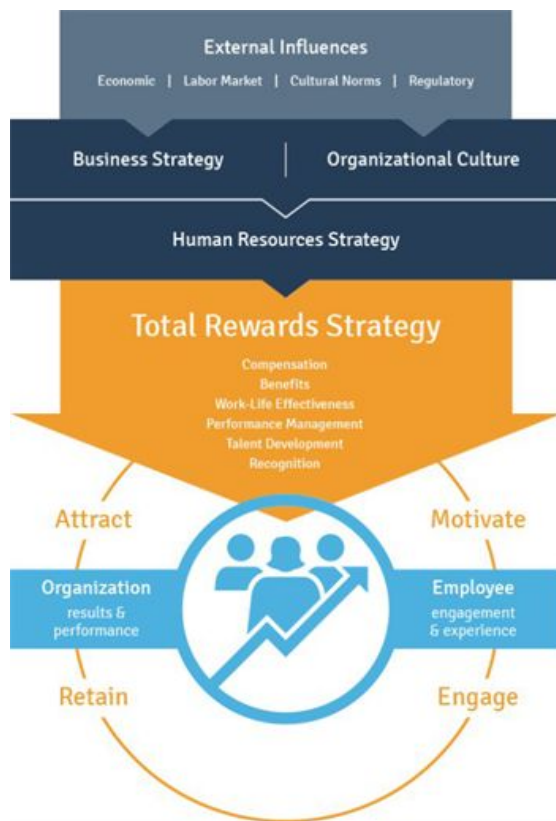 External Influences
Economic | Labor Market | Cultural Norms | Regulatory
Business Strategy | Organizational Culture
Human Resources Strategy
Total Rewards Strategy
Compensation
Benefits
Work-Life Effectiveness
Performance Management
Talent Development
Recognition
Attract
Motivate
Organization
results &
performance
Employee
engagement
& experience
Retain
Engage